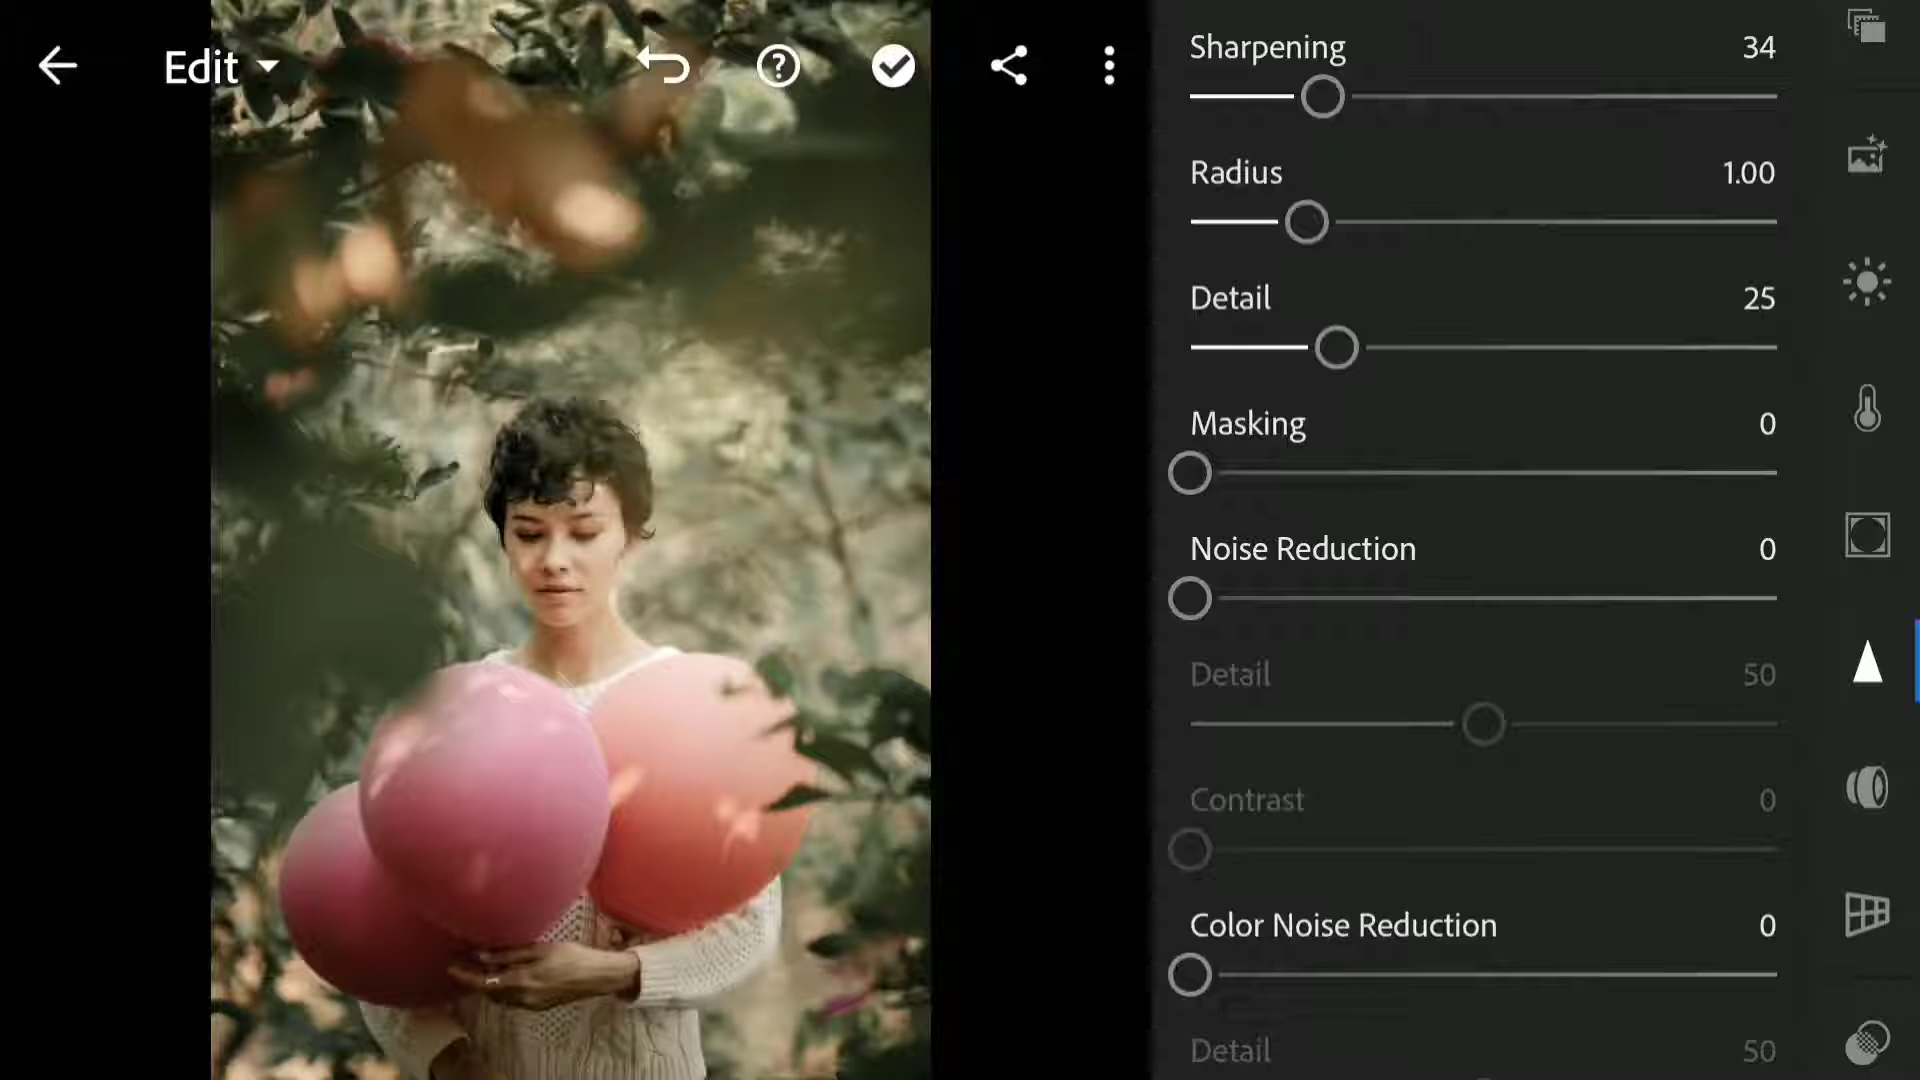 Edit
Sharpening 34
Radius 1.00
Detail 25
Masking 0
Noise Reduction 0
Detail 50
Contrast 0
Color Noise Reduction 0
Detail 50